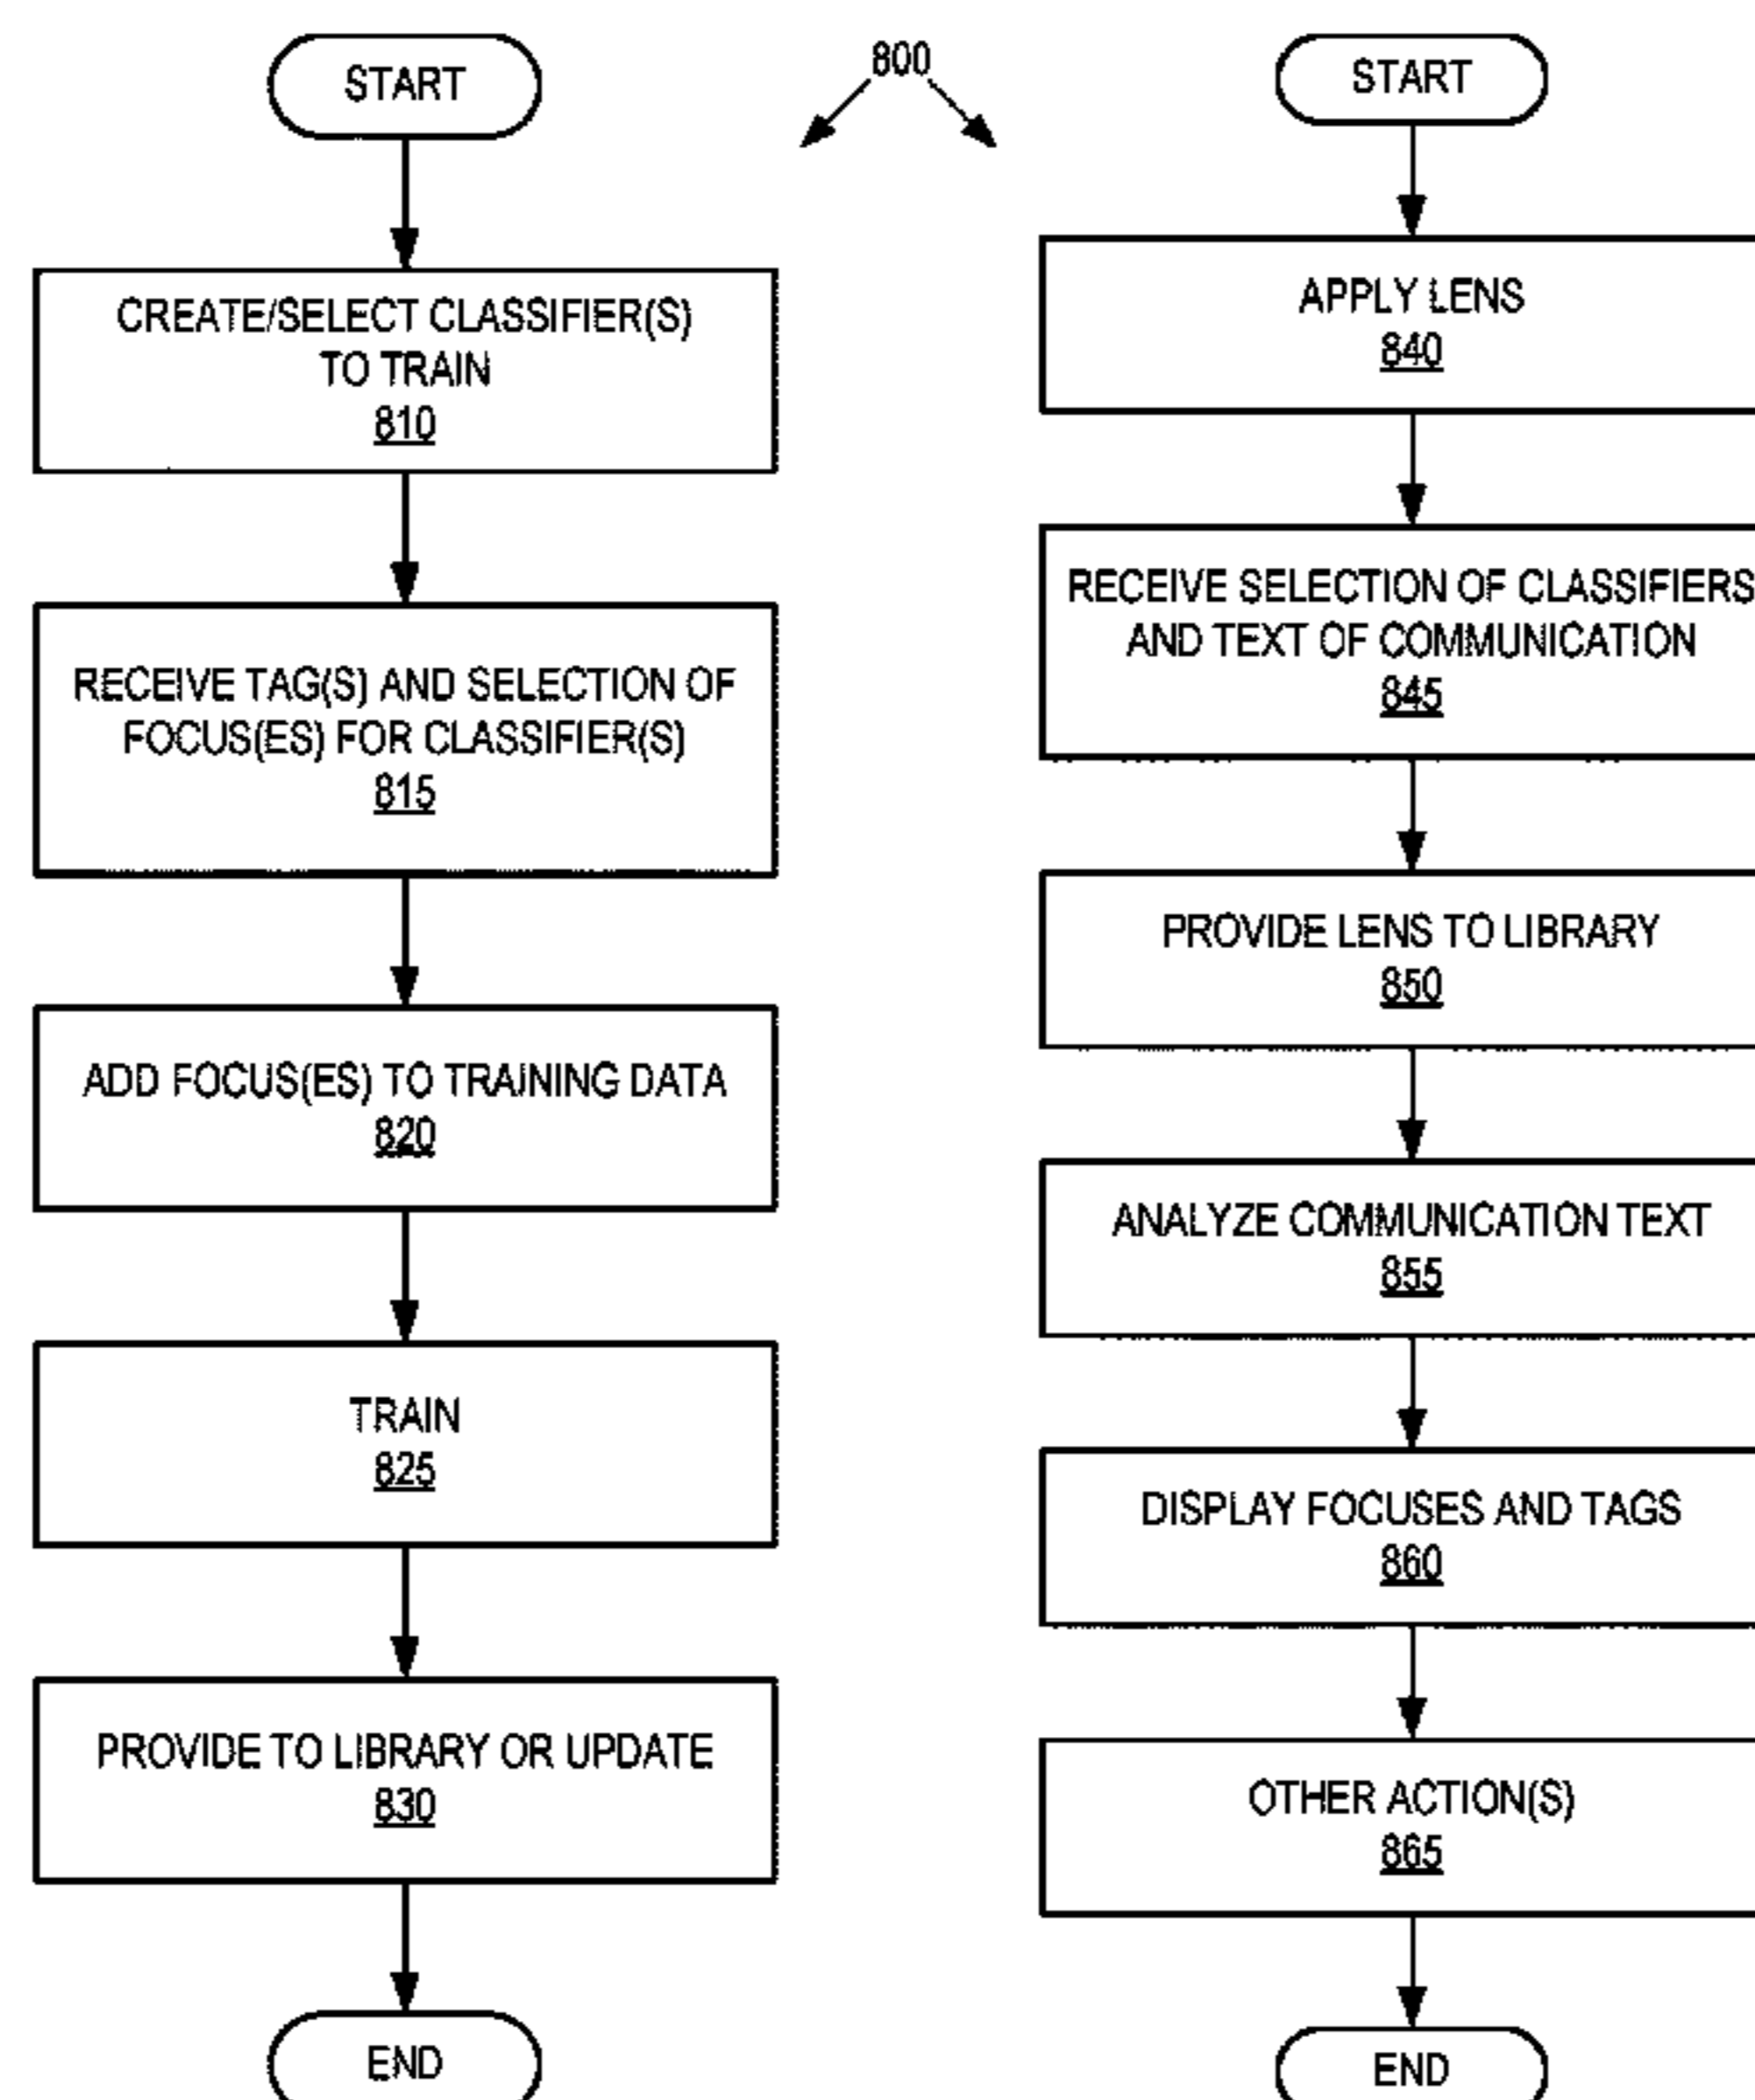 800
START
CREATE/SELECT CLASSIFIER(S)
TO TRAIN
810
RECEIVE TAG(S) AND SELECTION OF
FOCUS(ES) FOR CLASSIFIER(S)
815
ADD FOCUS(ES) TO TRAINING DATA
820
TRAIN
825
PROVIDE TO LIBRARY OR UPDATE
830
END
START
APPLY LENS
840
RECEIVE SELECTION OF CLASSIFIERS
AND TEXT OF COMMUNICATION
845
PROVIDE LENS TO LIBRARY
850
ANALYZE COMMUNICATION TEXT
855
DISPLAY FOCUSES AND TAGS
860
OTHER ACTION(S)
865
END